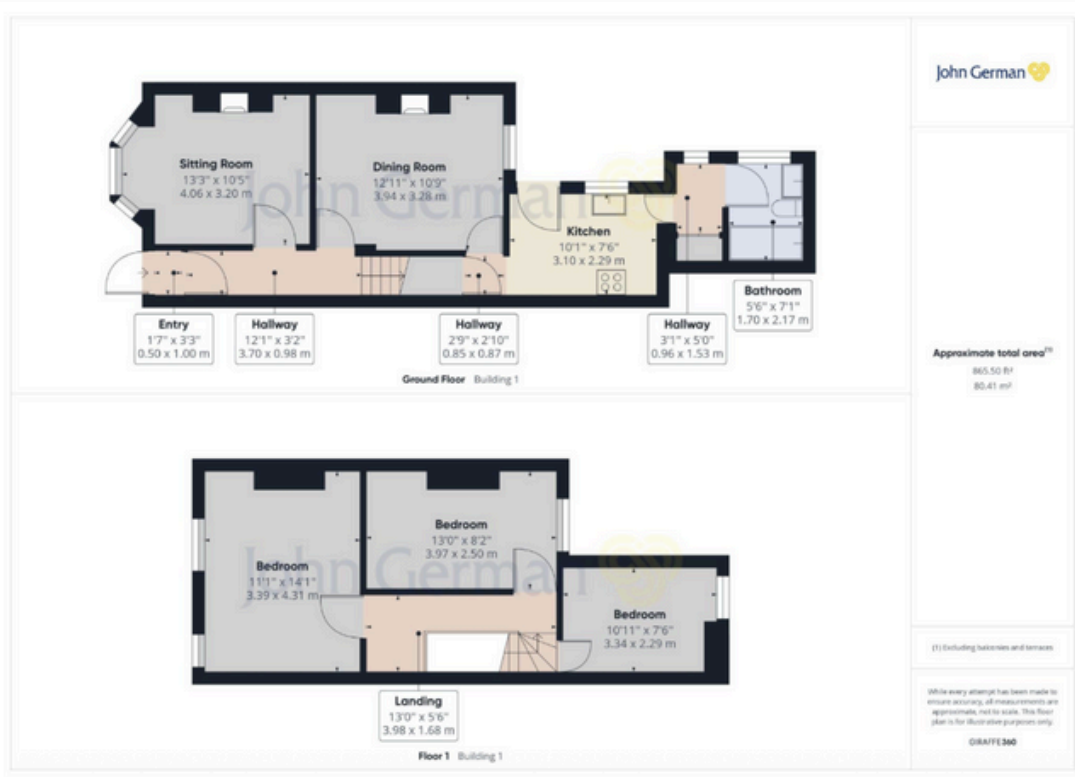 John German
Sitting Room
13'3" x 10'5"
4.06 x 3.20 m
Dining Room
12'11" x 10'9"
3.94 x 3.28 m
John German
Kitchen
10'1" x 7'6"
3.10 x 2.29 m
Entry
1'7" x 3'3"
0.50 x 1.00 m
Hallway
12'1" x 3'2"
3.70 x 0.98 m
Hallway
2'9" x 2'10"
0.85 x 0.87 m
Hallway
3'1" x 5'0"
0.96 x 1.53 m
Bathroom
5'6" x 7'1"
1.70 x 2.17 m
Ground Floor Building 1
Approximate total area(1)
865.50 ft²
80.41 m²
Bedroom
11'1" x 14'1"
3.39 x 4.31 m
Bedroom
13'0" x 8'2"
3.97 x 2.50 m
John German
Bedroom
10'11" x 7'6"
3.34 x 2.29 m
Landing
13'0" x 5'6"
3.98 x 1.68 m
Floor 1 Building 1
(1) Excluding balconies and terraces
While every attempt has been made to
ensure accuracy, all measurements are
approximate, not to scale. This floor
plan is for illustrative purposes only.
GIRAFFE360